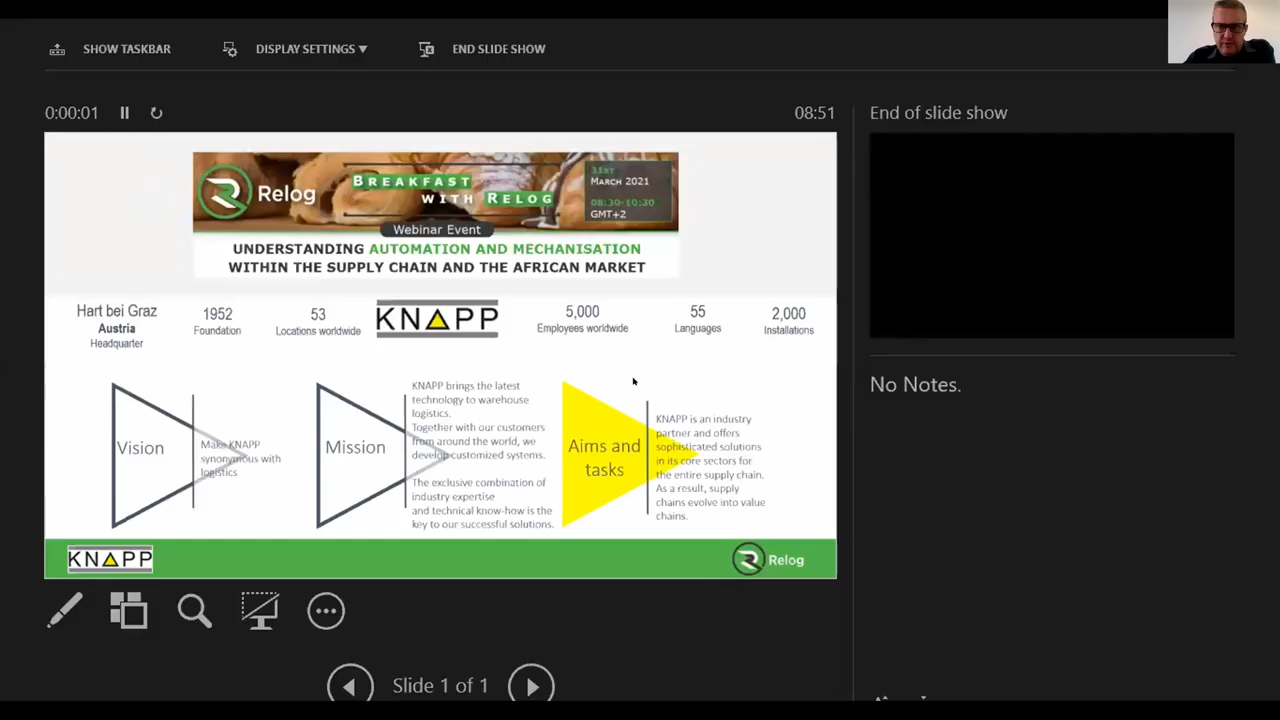 SHOW TASKBAR
DISPLAY SETTINGS ▼
END SLIDE SHOW
0:00:01
08:51
End of slide show
Relog
BREAKFAST
WITH RELOG
31ST
MARCH 2021
08:30-10:30
GMT+2
Webinar Event
UNDERSTANDING AUTOMATION AND MECHANISATION
WITHIN THE SUPPLY CHAIN AND THE AFRICAN MARKET
Hart bei Graz
Austria
Headquarter
1952
Foundation
53
Locations worldwide
KNAPP
5,000
Employees worldwide
55
Languages
2,000
Installations
Vision
Make KNAPP
synonymous with
logistics
Mission
KNAPP brings the latest
technology to warehouse
logistics.
Together with our customers
from around the world, we
develop customized systems.
The exclusive combination of
industry expertise
and technical know-how is the
key to our successful solutions.
Aims and
tasks
KNAPP is an industry
partner and offers
sophisticated solutions
in its core sectors for
the entire supply chain.
As a result, supply
chains evolve into value
chains.
KNAPP
Relog
No Notes.
Slide 1 of 1